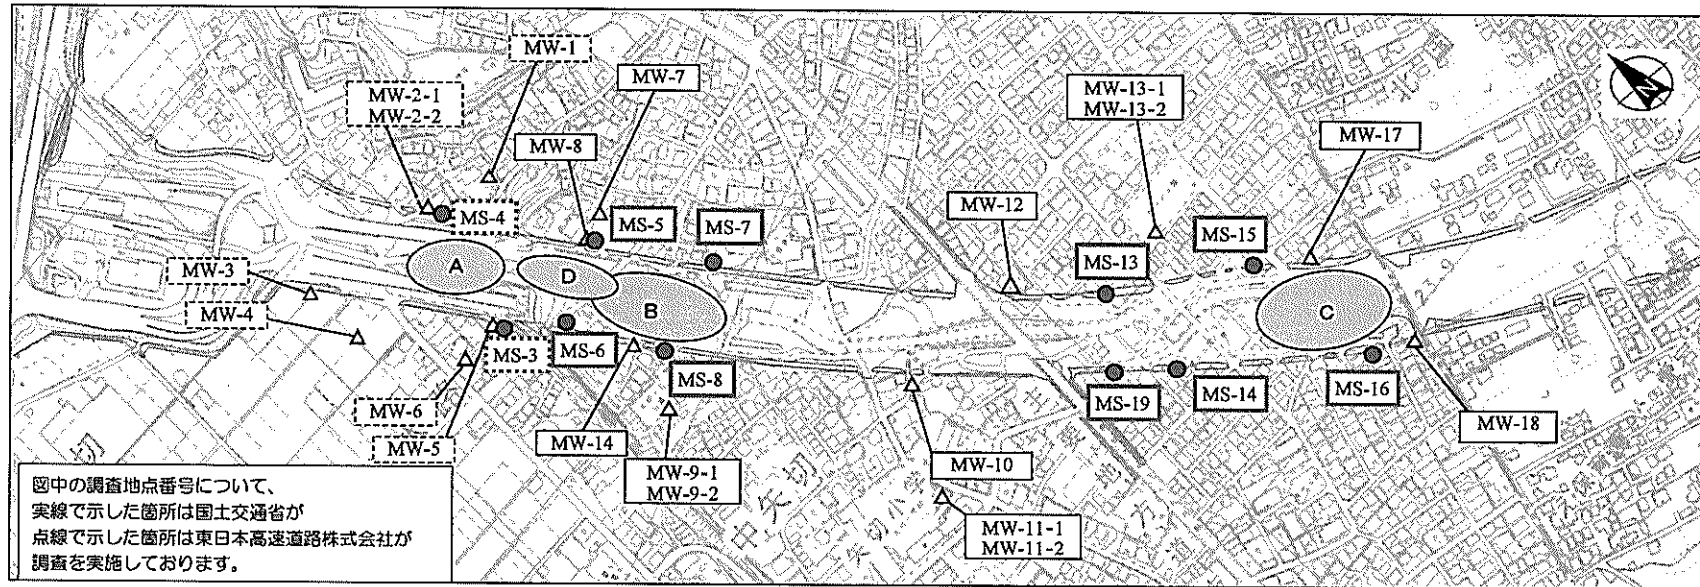 MW-1
MW-7
MW-2-1
MW-2-2
MW-8
MW-13-1
MW-13-2
MW-17
MS-4
MS-5
MS-7
MW-12
MS-15
MW-3
A
D
B
MS-13
C
MW-4
MS-3
MS-6
MS-8
MS-19
MS-14
MS-16
MW-6
MW-5
MW-14
MW-9-1
MW-9-2
MW-10
MW-18
MW-11-1
MW-11-2
N
図中の調査地点番号について、
実線で示した箇所は国土交通省が
点線で示した箇所は東日本高速道路株式会社が
調査を実施しております。